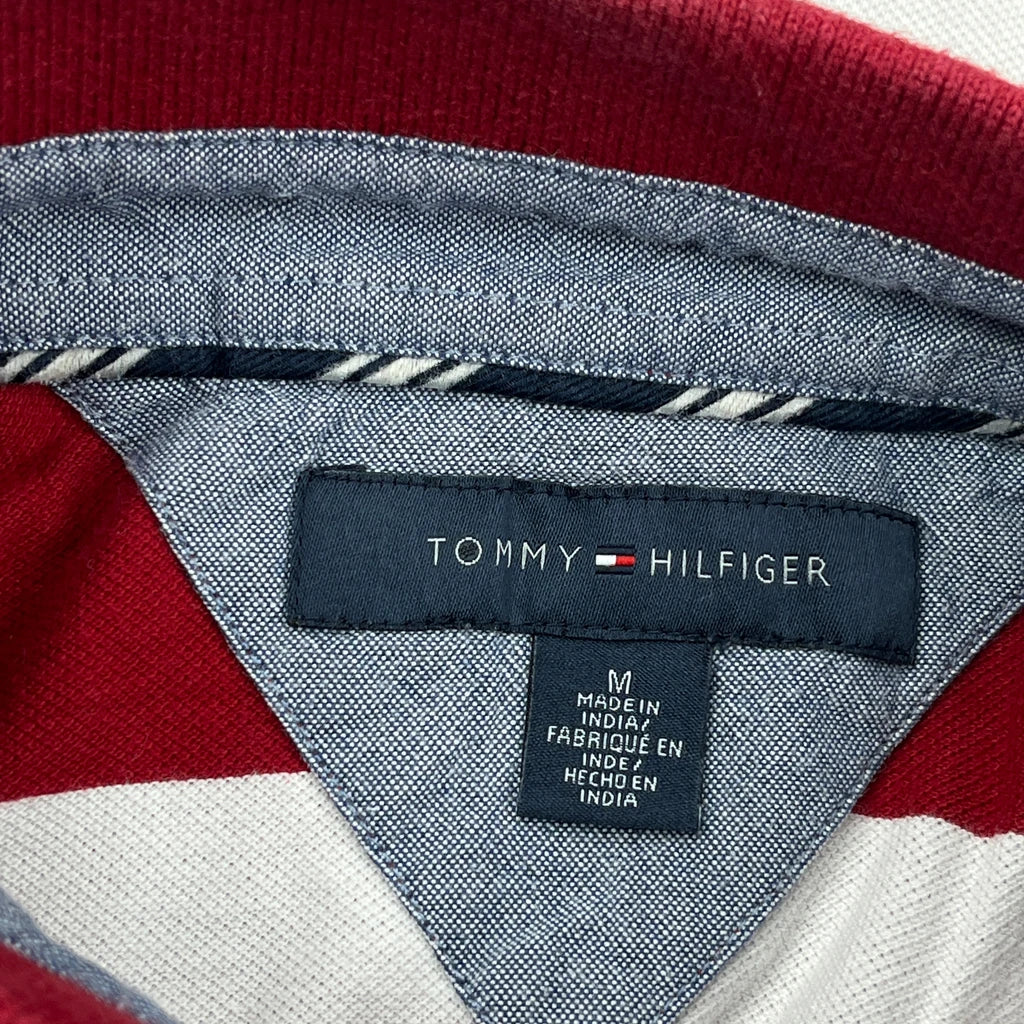 TOMMY HILFIGER
M
MADE IN
INDIA/
FABRIQUÉ EN
INDE/
HECHO EN
INDIA